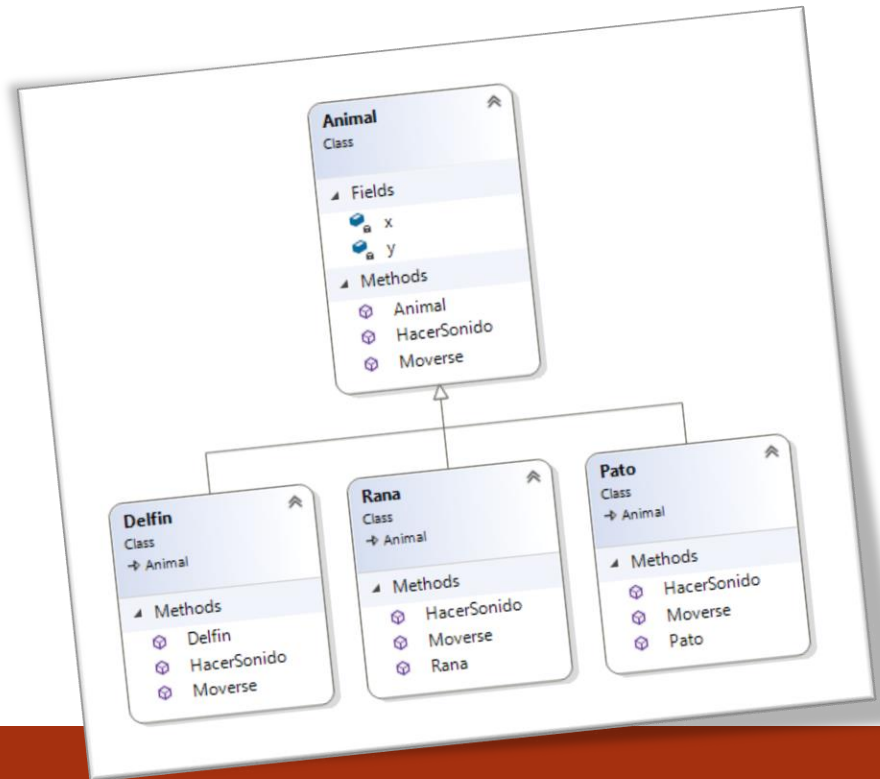 Animal
Class
Fields
x
y
Methods
Animal
HacerSonido
Moverse
Delfin
Class
Animal
Methods
Delfin
HacerSonido
Moverse
Rana
Class
Animal
Methods
HacerSonido
Moverse
Rana
Pato
Class
Animal
Methods
HacerSonido
Moverse
Pato